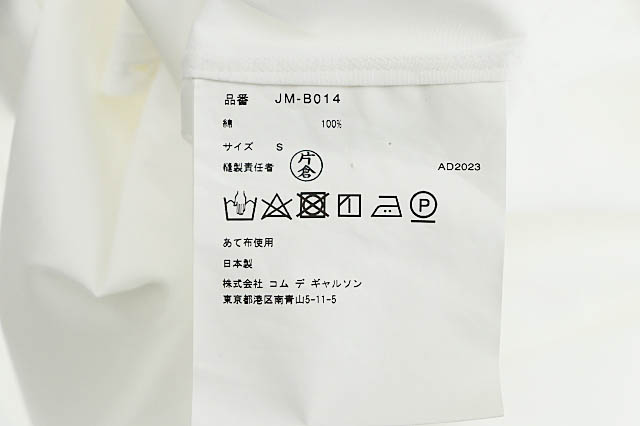 品番 JM-B014
綿 100%
サイズ S
縫製責任者 片倉 AD2023
P
あて布使用
日本製
株式会社 コム デ ギャルソン
東京都港区南青山5-11-5